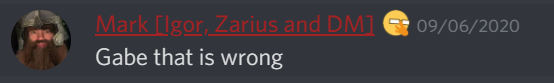 Mark [Igor, Zarius and DM] 09/06/2020
Gabe that is wrong